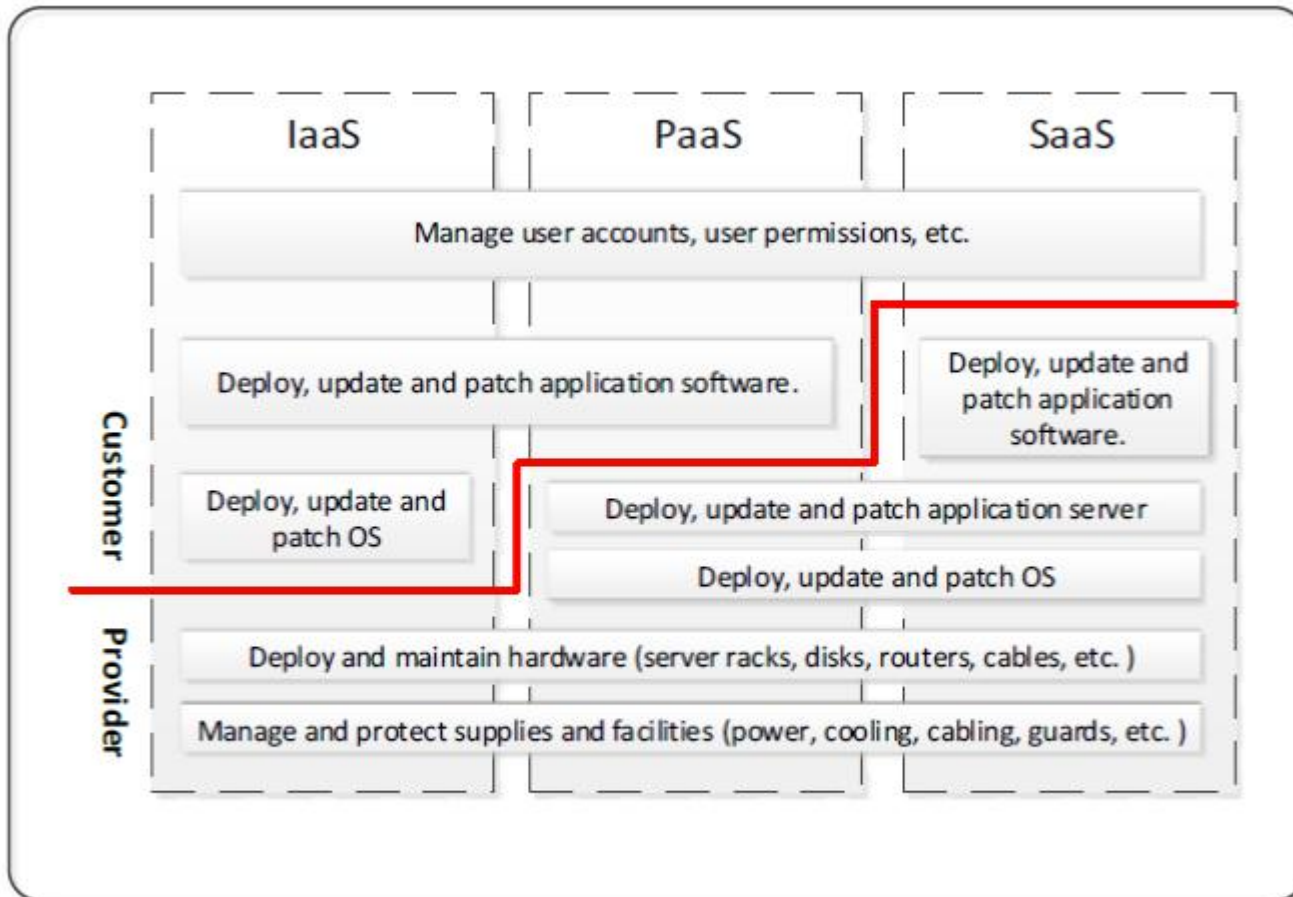 IaaS
PaaS
SaaS
Manage user accounts, user permissions, etc.
Deploy, update and patch application software.
Deploy, update and
patch application
software.
Customer
Deploy, update and
patch OS
Deploy, update and patch application server
Deploy, update and patch OS
Provider
Deploy and maintain hardware (server racks, disks, routers, cables, etc. )
Manage and protect supplies and facilities (power, cooling, cabling, guards, etc. )